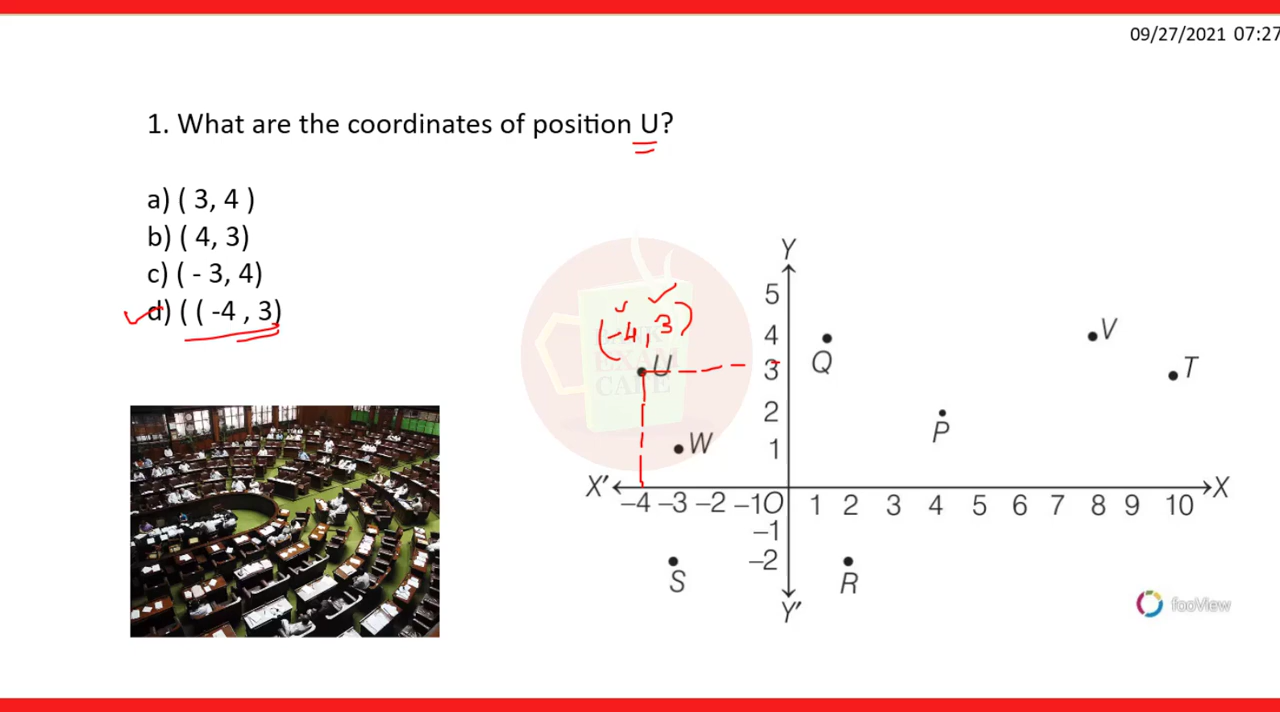 09/27/2021 07:27
1. What are the coordinates of position U?
a) ( 3, 4 )
b) ( 4, 3)
c) ( - 3, 4)
d) ( ( -4 , 3)
Y
5
4
3
2
1
(-4, 3)
U
Q
V
T
P
W
EXAM
CARE
X' -4 -3 -2 -1 O 1 2 3 4 5 6 7 8 9 10 X
-1
-2
S
R
Y'
fooView